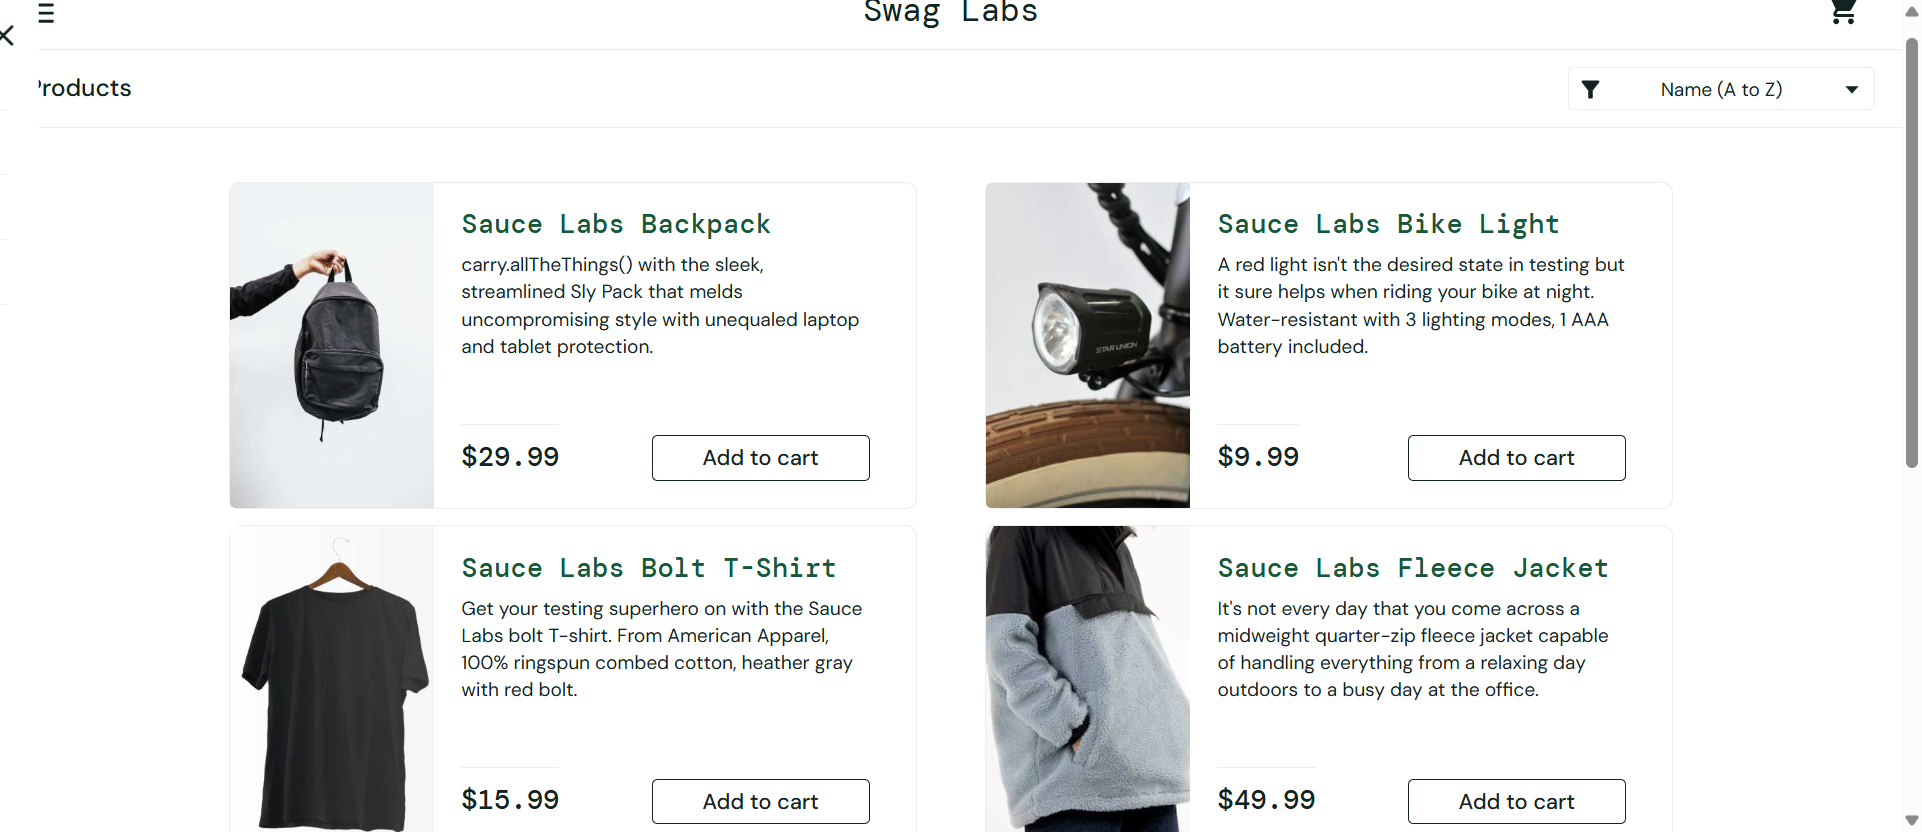 Swag Labs
Products
Name (A to Z)
Sauce Labs Backpack
carry.allTheThings() with the sleek,
streamlined Sly Pack that melds
uncompromising style with unequaled laptop
and tablet protection.
$29.99
Add to cart
Sauce Labs Bike Light
A red light isn't the desired state in testing but
it sure helps when riding your bike at night.
Water-resistant with 3 lighting modes, 1 AAA
battery included.
STAR UNION
$9.99
Add to cart
Sauce Labs Bolt T-Shirt
Get your testing superhero on with the Sauce
Labs bolt T-shirt. From American Apparel,
100% ringspun combed cotton, heather gray
with red bolt.
$15.99
Add to cart
Sauce Labs Fleece Jacket
It's not every day that you come across a
midweight quarter-zip fleece jacket capable
of handling everything from a relaxing day
outdoors to a busy day at the office.
$49.99
Add to cart